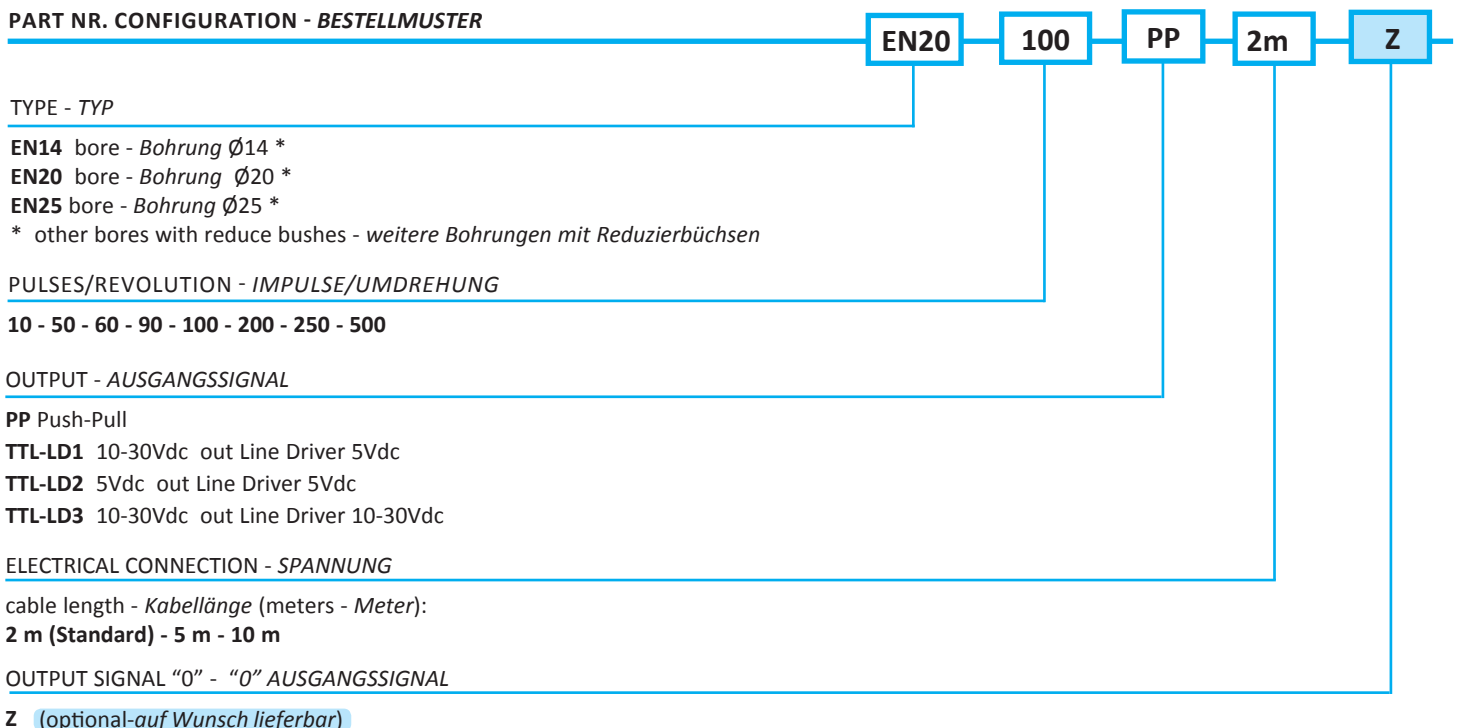 PART NR. CONFIGURATION - BESTELLMUSTER
EN20 100 PP 2m Z
TYPE - TYP
EN14 bore - Bohrung Ø14 *
EN20 bore - Bohrung Ø20 *
EN25 bore - Bohrung Ø25 *
* other bores with reduce bushes - weitere Bohrungen mit Reduzierbüchsen
PULSES/REVOLUTION - IMPULSE/UMDREHUNG
10 - 50 - 60 - 90 - 100 - 200 - 250 - 500
OUTPUT - AUSGANGSSIGNAL
PP Push-Pull
TTL-LD1 10-30Vdc out Line Driver 5Vdc
TTL-LD2 5Vdc out Line Driver 5Vdc
TTL-LD3 10-30Vdc out Line Driver 10-30Vdc
ELECTRICAL CONNECTION - SPANNUNG
cable length - Kabellänge (meters - Meter):
2 m (Standard) - 5 m - 10 m
OUTPUT SIGNAL “0” - “0” AUSGANGSSIGNAL
Z (optional-auf Wunsch lieferbar)